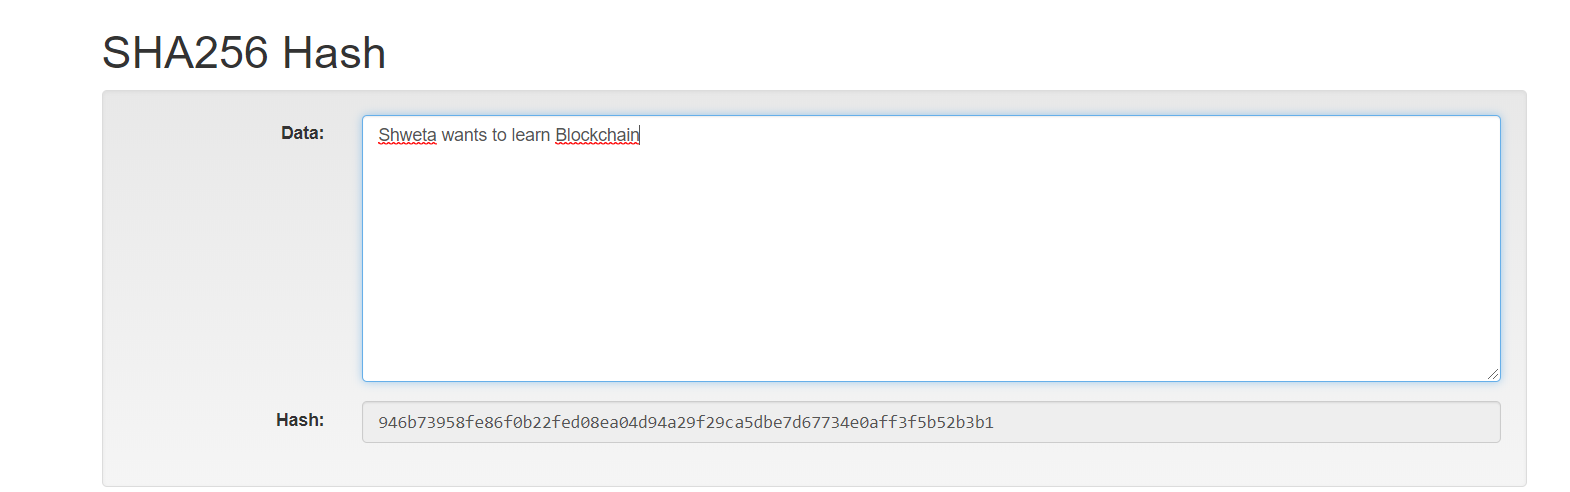 SHA256 Hash
Data:
Shweta wants to learn Blockchain
Hash:
946b73958fe86f0b22fed08ea04d94a29f29ca5dbe7d67734e0aff3f5b52b3b1